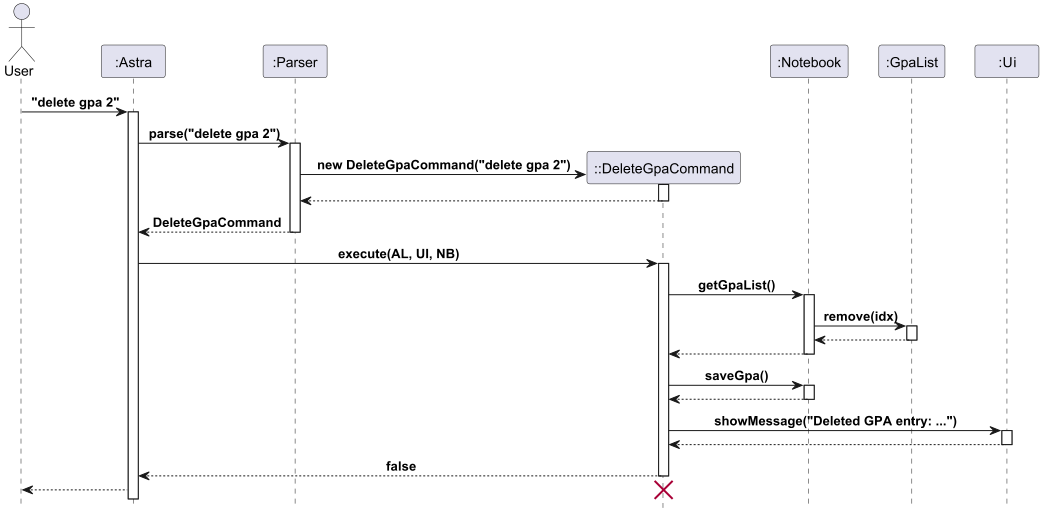 User
:Astra
:Parser
:Notebook
:GpaList
:Ui
"delete gpa 2"
parse("delete gpa 2")
new DeleteGpaCommand("delete gpa 2")
::DeleteGpaCommand
DeleteGpaCommand
execute(AL, UI, NB)
getGpaList()
remove(idx)
saveGpa()
showMessage("Deleted GPA entry: ...")
false